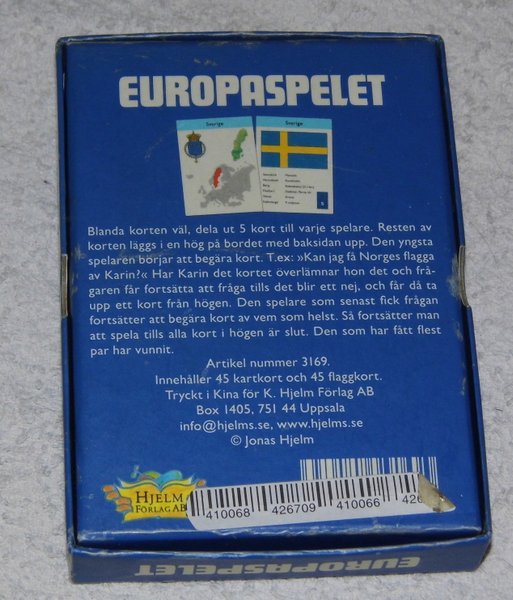 EUROPASPELET
Sverige
Sverige
Blanda korten väl, dela ut 5 kort till varje spelare. Resten av
korten läggs i en hög på bordet med baksidan upp. Den yngsta
spelaren börjar att begära kort. T.ex: »Kan jag få Norges flagga
av Karin?« Har Karin det kortet överlämnar hon det och frå-
gåren får fortsätta att fråga tills det blir ett nej, och får då ta
upp ett kort från högen. Den spelare som senast fick frågan
fortsätter att begära kort av vem som helst. Så fortsätter man
att spela tills alla kort i högen är slut. Den som har fått flest
par har vunnit.
Artikel nummer 3169.
Innehåller 45 kartkort och 45 flaggkort.
Tryckt i Kina för K. Hjelm Förlag AB
Box 1405, 751 44 Uppsala
info@hjelms.se, www.hjelms.se
© Jonas Hjelm
HJELM
FÖRLAG AB
410068 426709 410066 426
EUROPASPELET